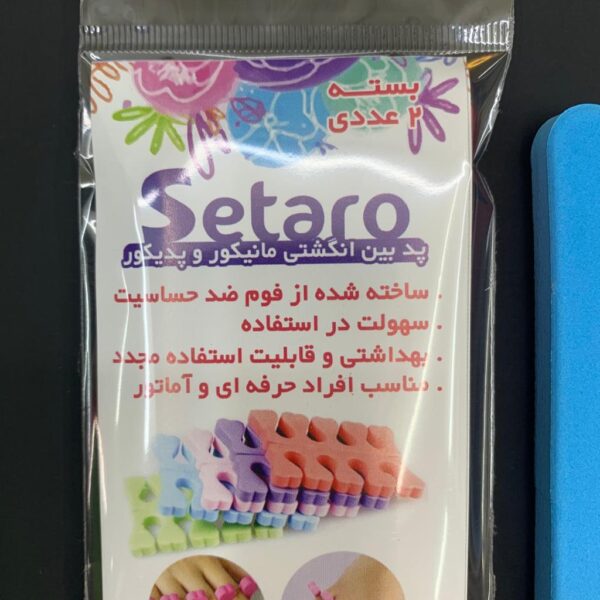 بسته
۲ عددی
Setaro
پد بین انگشتی مانیکور و پدیکور
. ساخته شده از فوم ضد حساسیت
. سهولت در استفاده
. بهداشتی و قابلیت استفاده مجدد
. مناسب افراد حرفه ای و آماتور